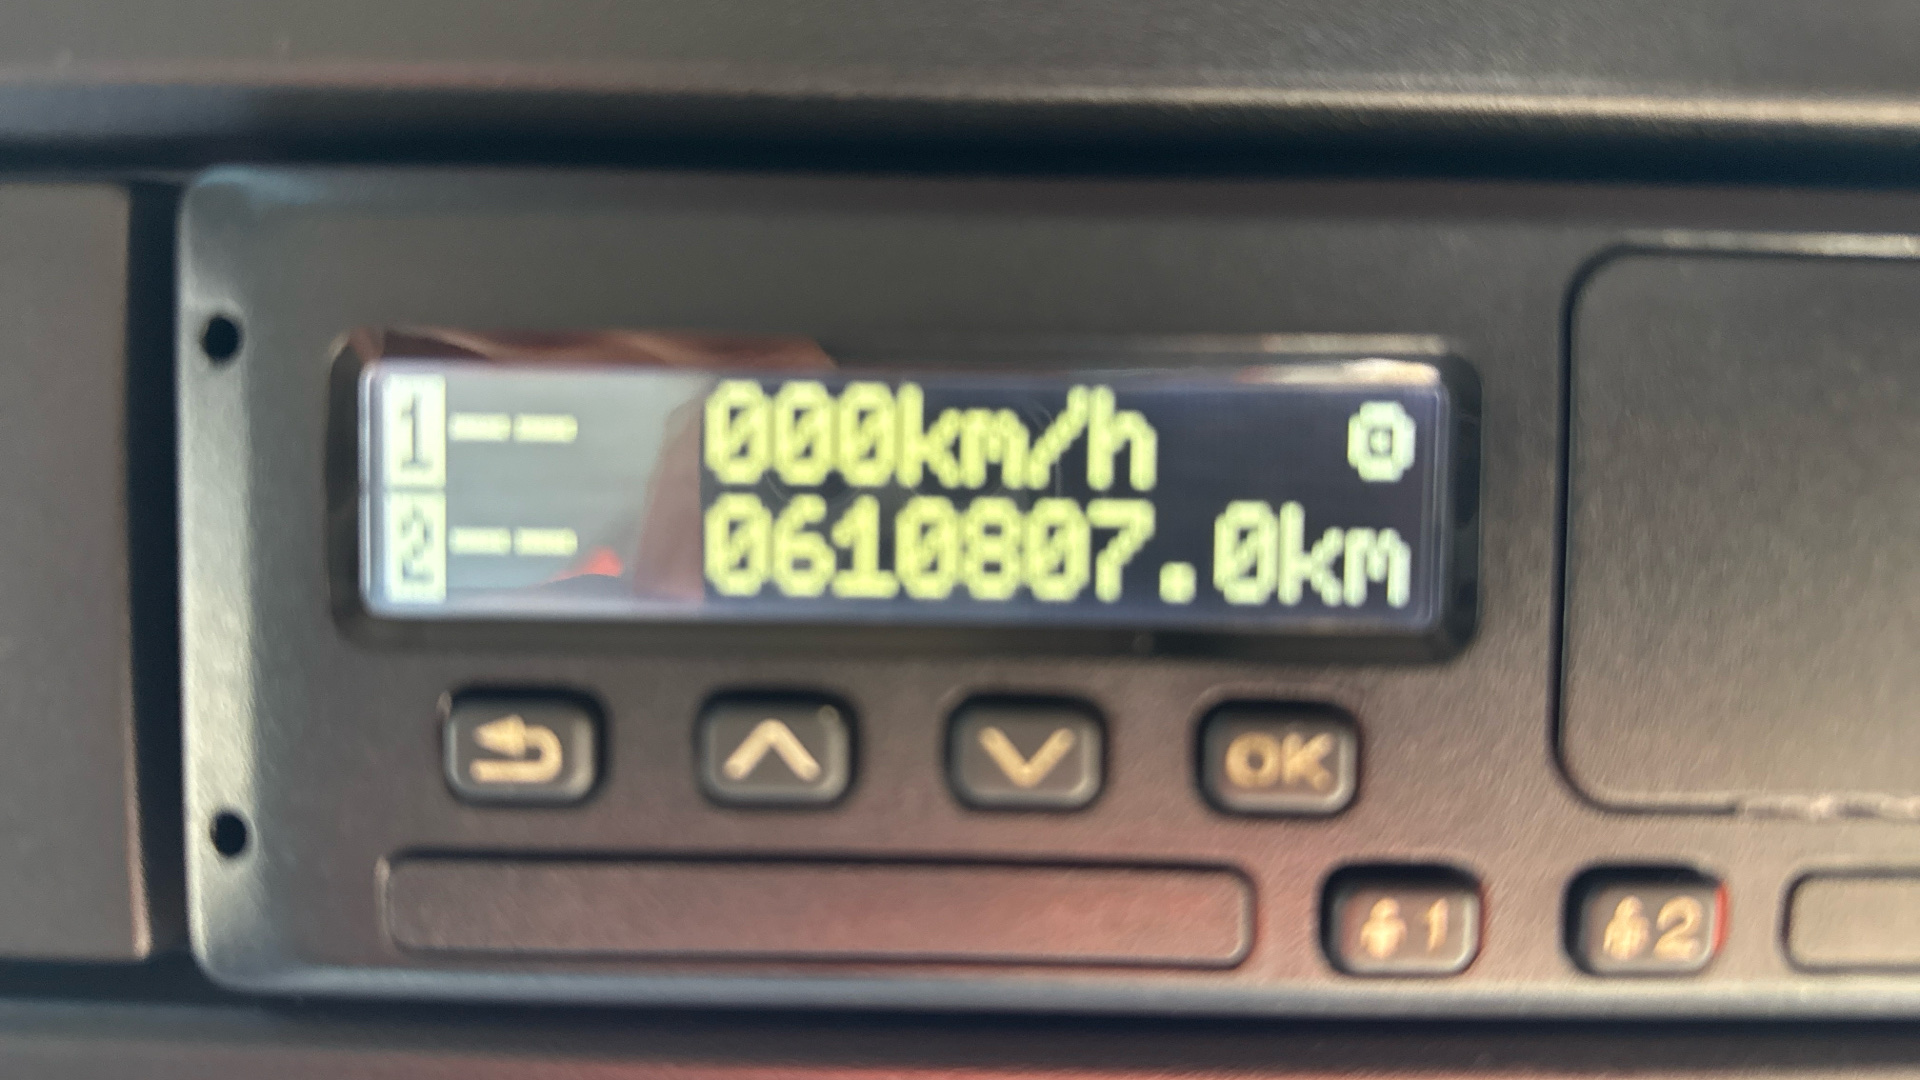 1 -- -- 000km/h
2 -- -- 0610807.0km
OK
1 2